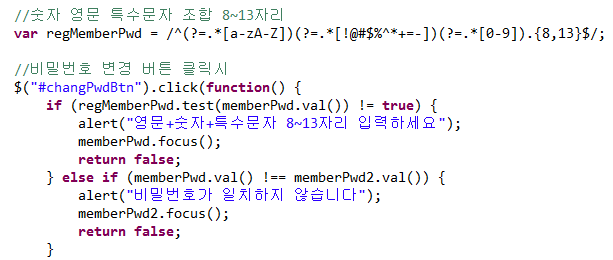 //숫자 영문 특수문자 조합 8~13자리
var regMemberPwd = /^(?=.*[a-zA-Z])(?=.*[!@#$%^*+=-])(?=.*[0-9]).{8,13}$/;
//비밀번호 변경 버튼 클릭시
$("#changPwdBtn").click(function() {
if (regMemberPwd.test(memberPwd.val()) != true) {
alert("영문+숫자+특수문자 8~13자리 입력하세요");
memberPwd.focus();
return false;
} else if (memberPwd.val() !== memberPwd2.val()) {
alert("비밀번호가 일치하지 않습니다");
memberPwd2.focus();
return false;
}